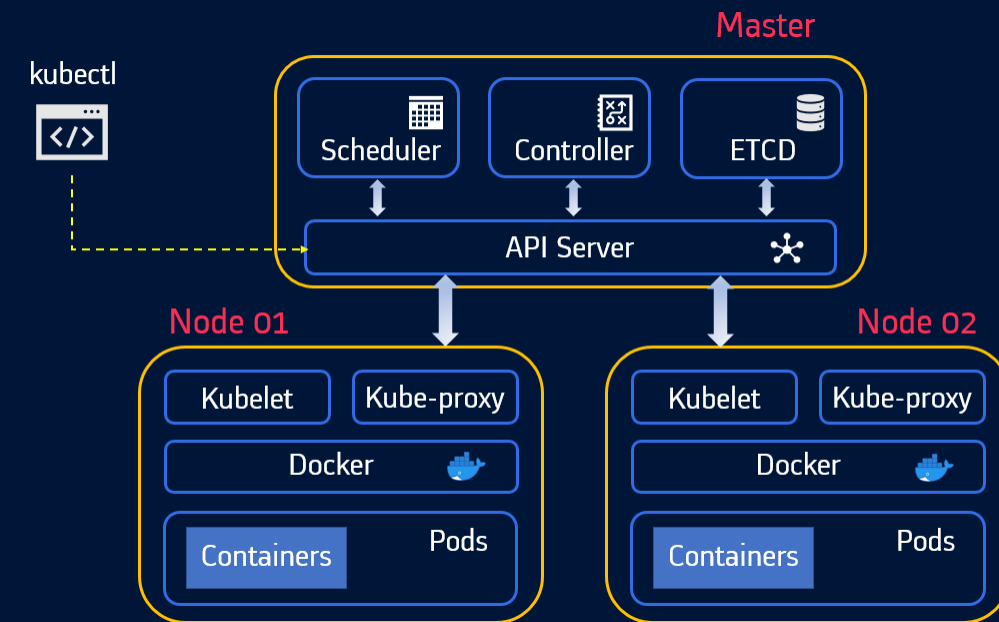 Master
kubectl
</>
Scheduler
Controller
ETCD
API Server
Node 01
Node 02
Kubelet
Kube-proxy
Kubelet
Kube-proxy
Docker
Docker
Pods
Containers
Pods
Containers